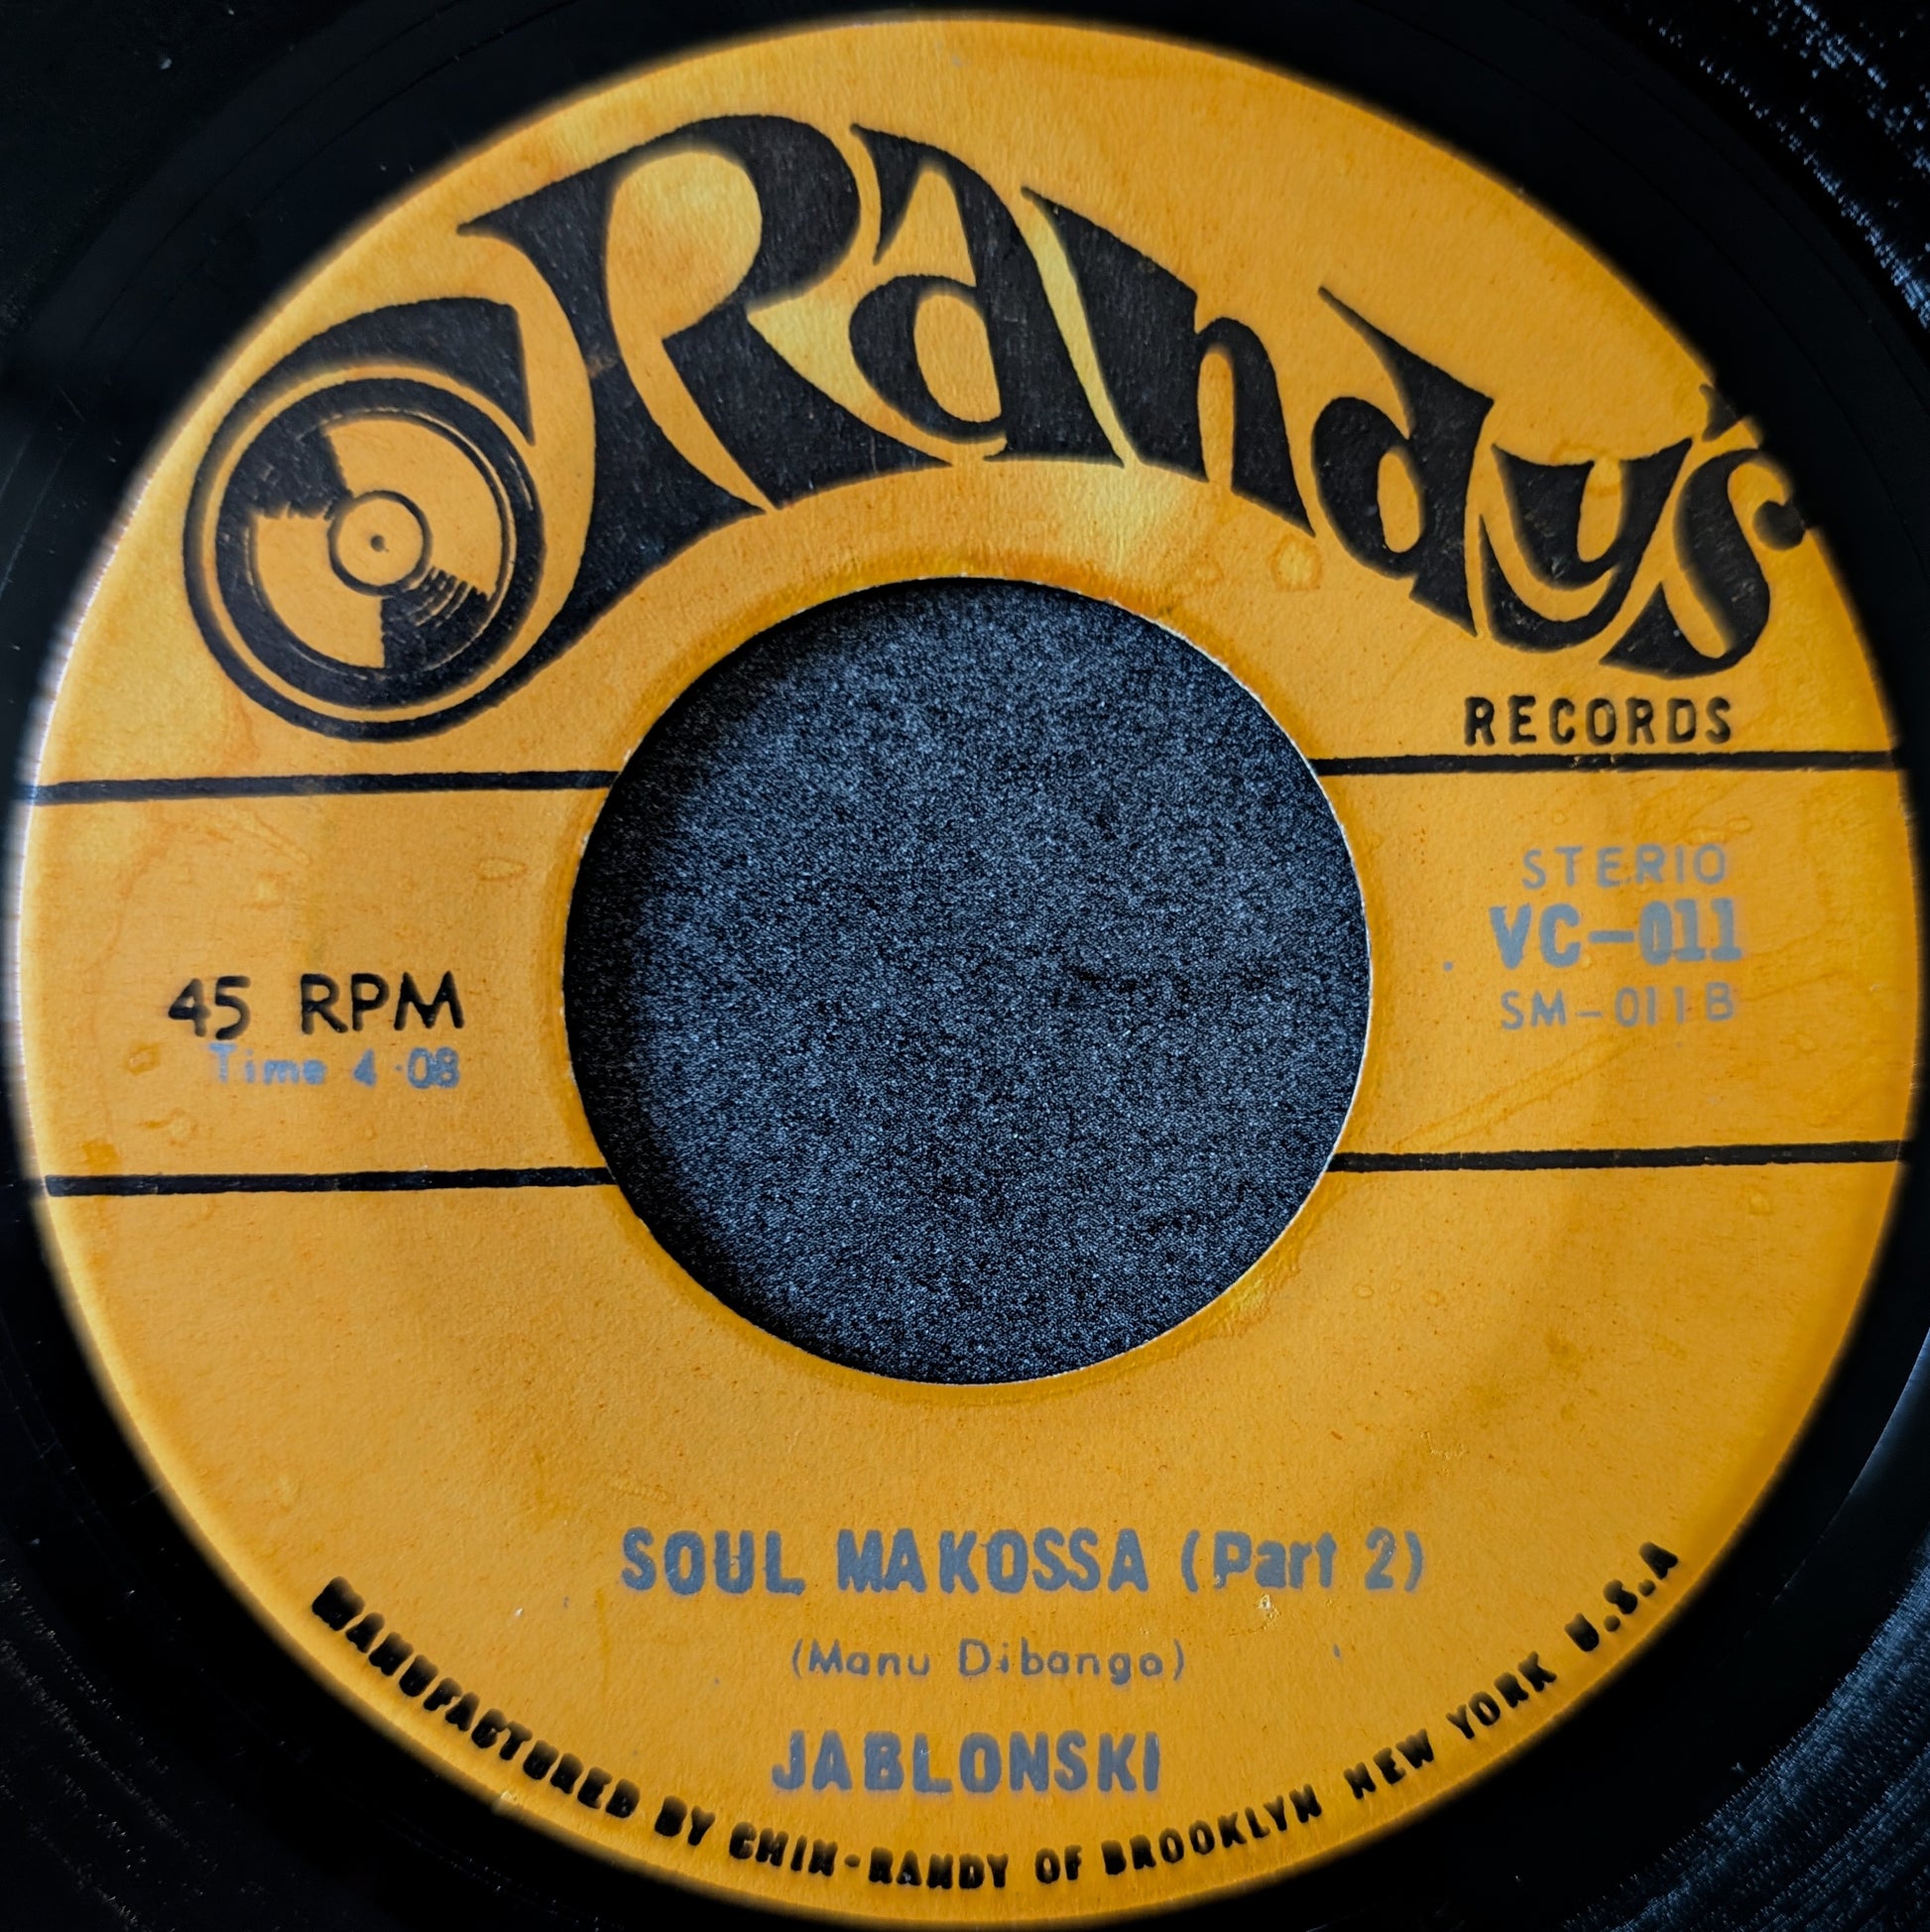 Randy's
RECORDS
45 RPM
Time 4·08
STERIO
VC-011
SM-011B
SOUL MAKOSSA (Part 2)
(Manu Dibango)
JABLONSKI
MANUFACTURED BY CHIN-RANDY OF BROOKLYN NEW YORK U.S.A